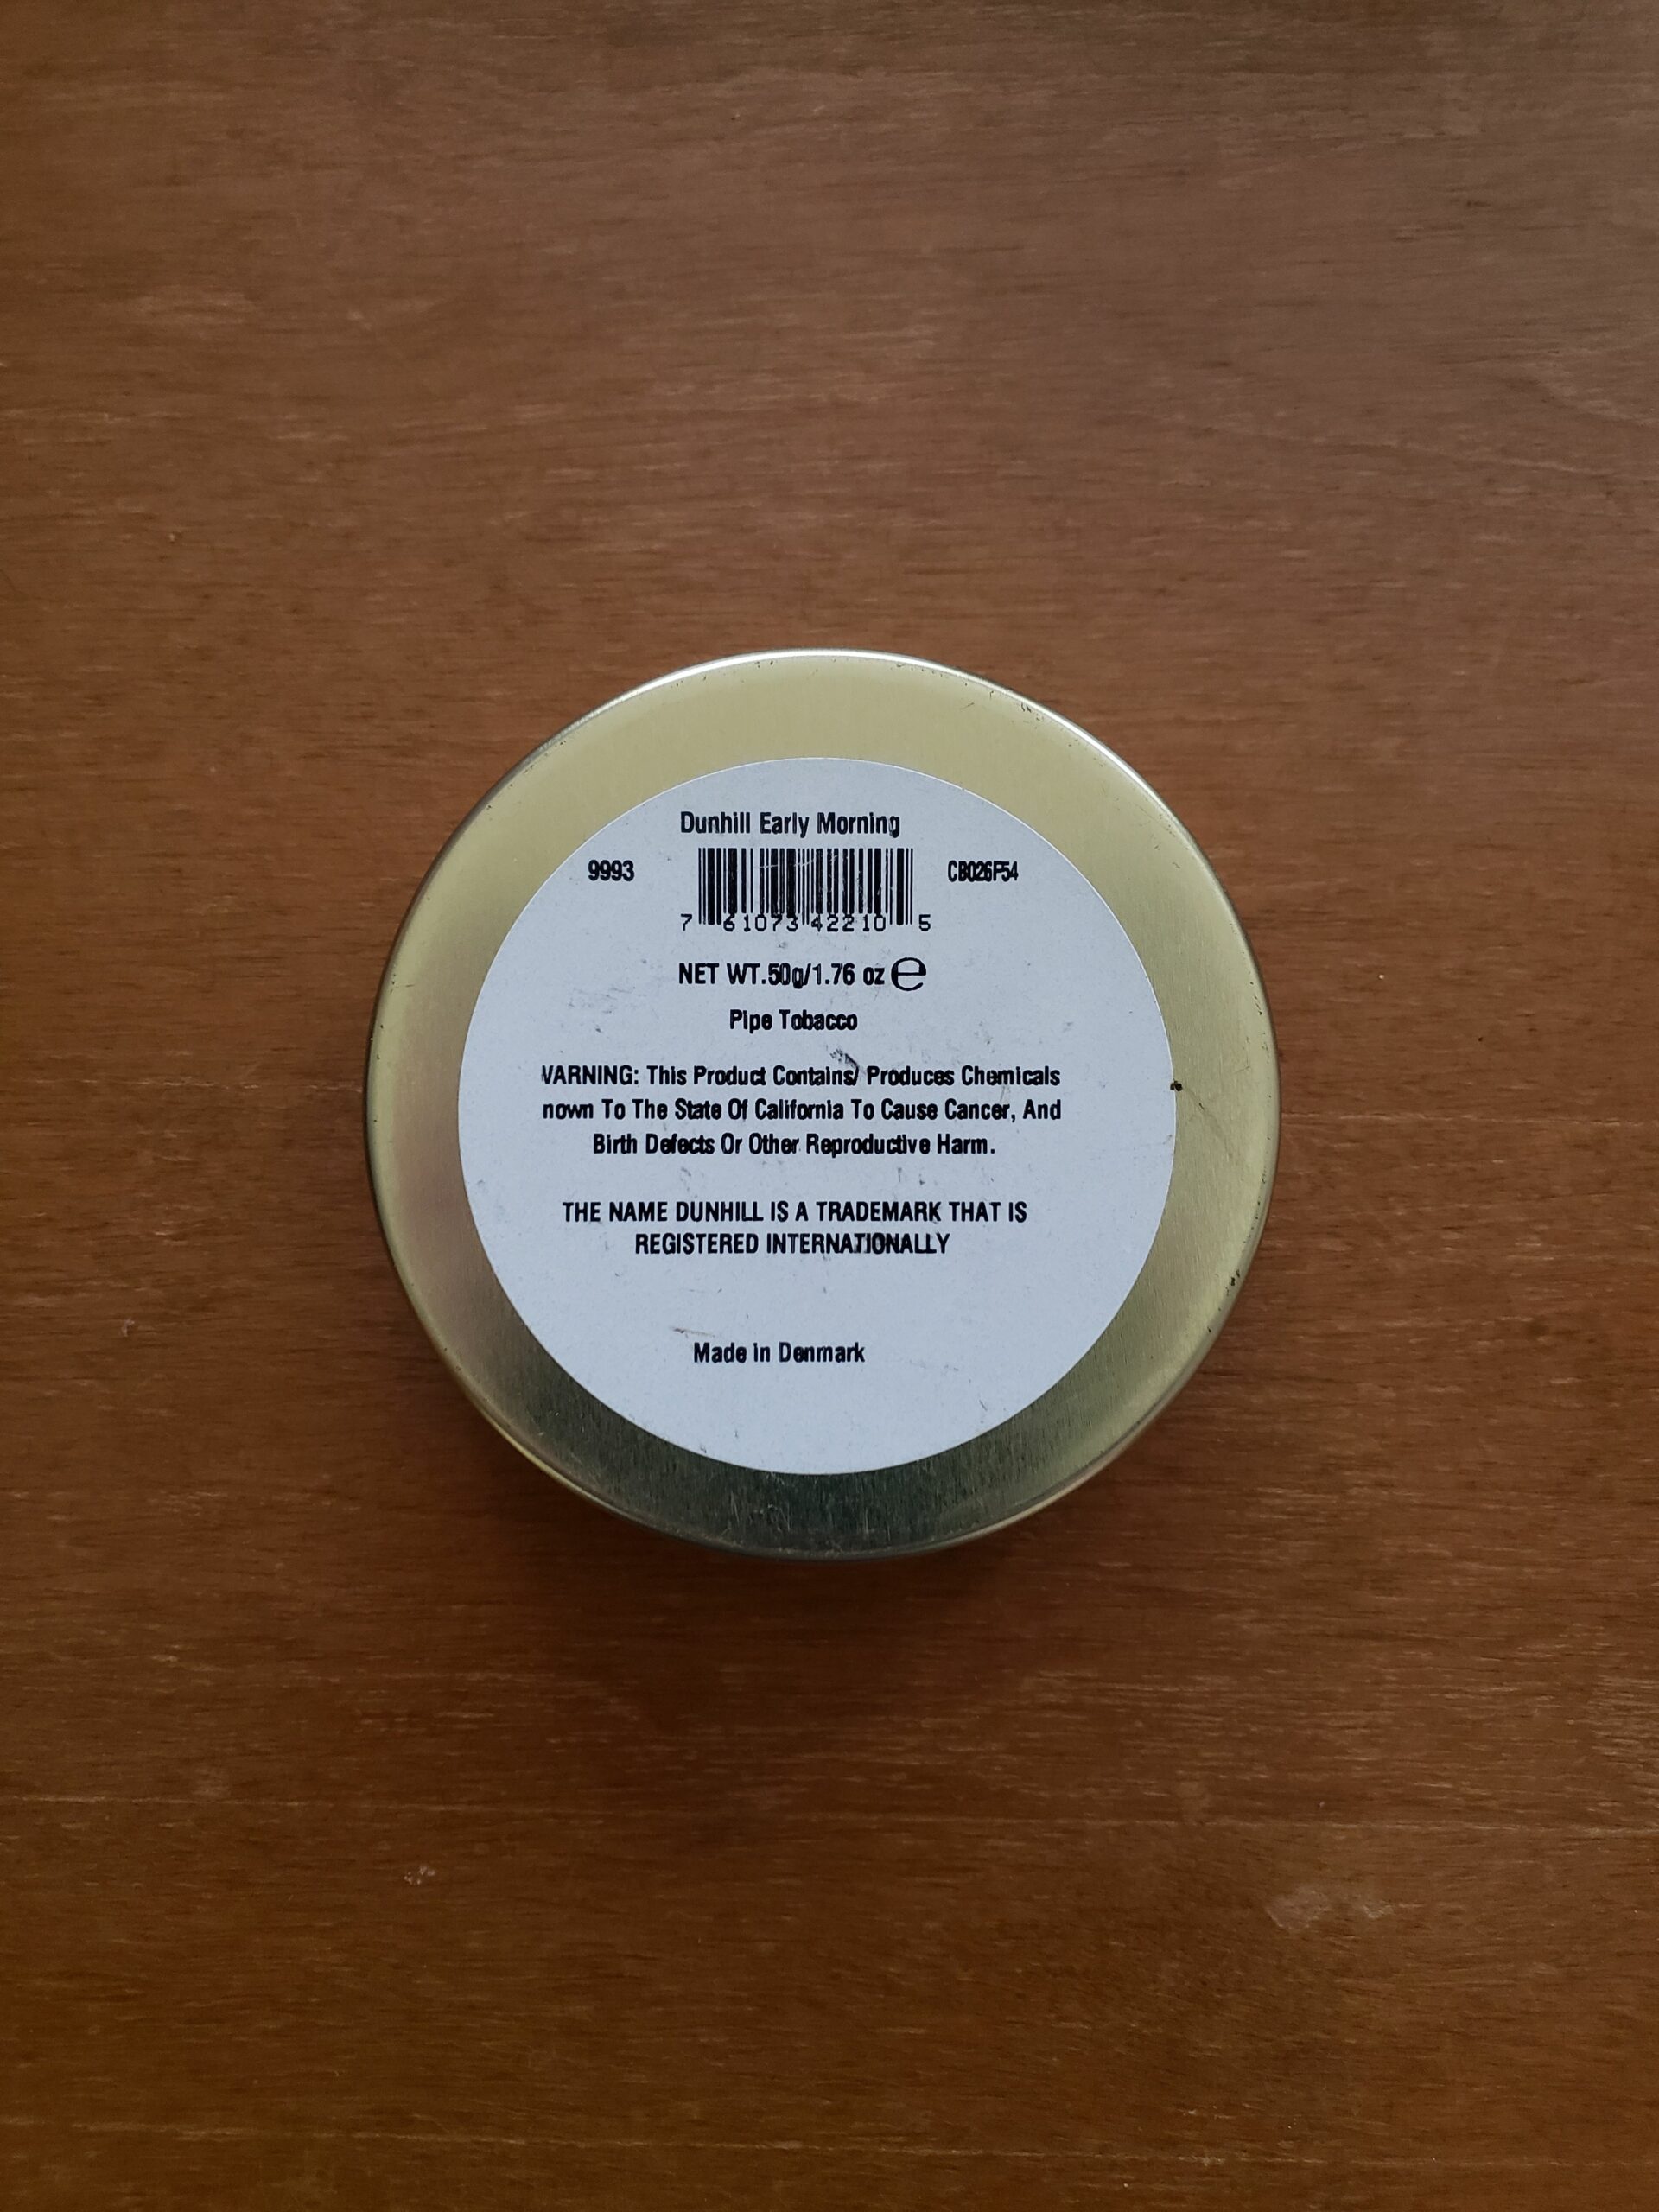 Dunhill Early Morning
9993
CB026F54
7 61073 42210 5
NET WT.50g/1.76 oz e
Pipe Tobacco
VARNING: This Product Contains/ Produces Chemicals
nown To The State Of California To Cause Cancer, And
Birth Defects Or Other Reproductive Harm.
THE NAME DUNHILL IS A TRADEMARK THAT IS
REGISTERED INTERNATIONALLY
Made in Denmark